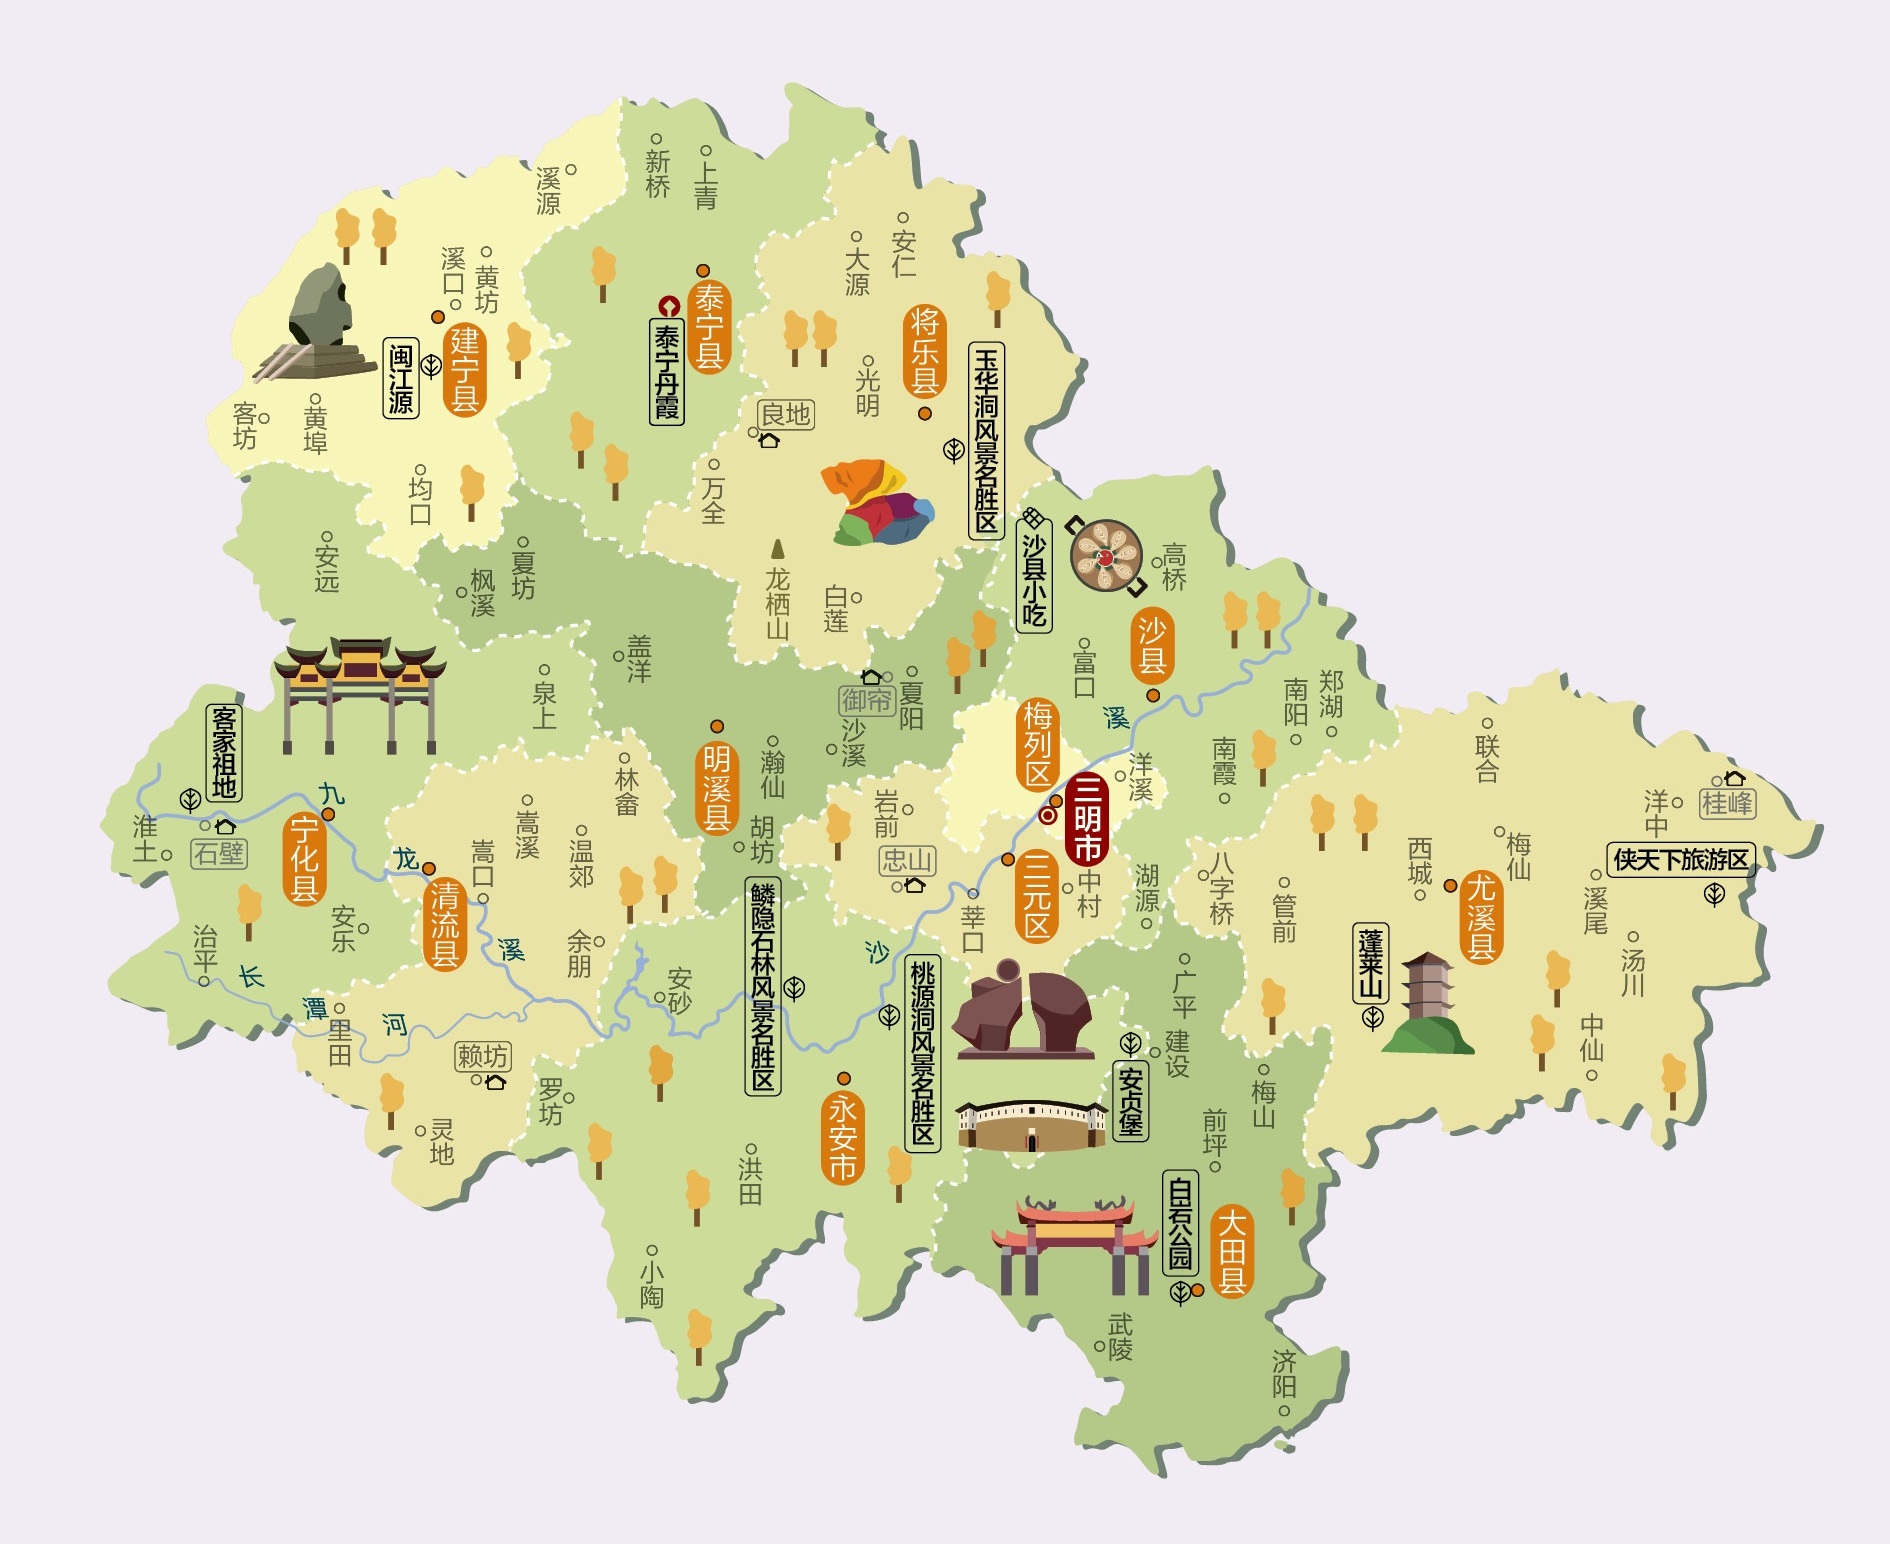 新桥
上青
溪源
安仁
大源
溪口
黄坊
泰宁县
泰宁丹霞
将乐县
建宁县
闽江源
玉华洞风景名胜区
光明
良地
客坊
黄埠
均口
万全
安远
夏坊
枫溪
龙栖山
白莲
沙县小吃
高桥
沙县
盖洋
泉上
富口
御帘
夏阳
沙溪
郑湖
南阳
溪
梅列区
客家祖地
明溪县
瀚仙
林畲
洋溪
三明市
南霞
联合
桂峰
洋中
九
宁化县
淮土
石壁
龙
嵩溪
嵩口
温郊
胡坊
岩前
忠山
三元区
中村
湖源
八字桥
管前
西城
梅仙
尤溪县
侠天下旅游区
溪尾
清流县
安乐
治平
长
潭
河
溪
余朋
安砂
鳞隐石林风景名胜区
沙
莘口
桃源洞风景名胜区
广平
建设
安贞堡
蓬莱山
汤川
中仙
里田
赖坊
罗坊
灵地
永安市
洪田
梅山
前坪
白岩公园
大田县
小陶
武陵
济阳